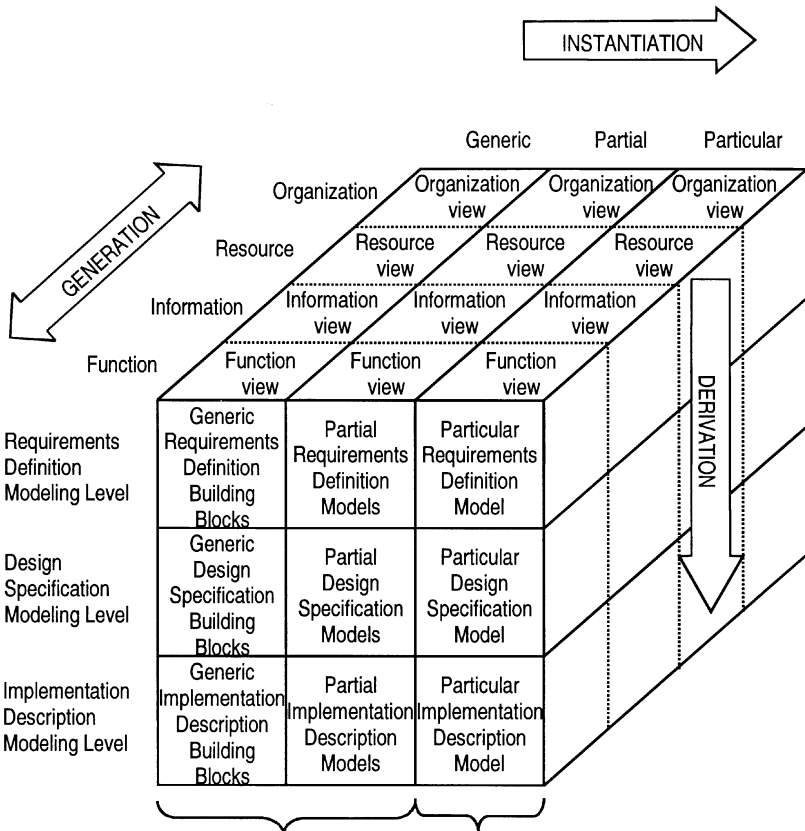 INSTANTIATION
Generic
Partial
Particular
GENERATION
Organization
Organization
view
Organization
view
Organization
view
Resource
Resource
view
Resource
view
Resource
view
Information
Information
view
Information
view
Information
view
Function
Function
view
Function
view
Function
view
DERIVATION
Requirements
Definition
Modeling Level
Generic
Requirements
Definition
Building
Blocks
Partial
Requirements
Definition
Models
Particular
Requirements
Definition
Model
Design
Specification
Modeling Level
Generic
Design
Specification
Building
Blocks
Partial
Design
Specification
Models
Particular
Design
Specification
Model
Implementation
Description
Modeling Level
Generic
Implementation
Description
Building
Blocks
Partial
Implementation
Description
Models
Particular
Implementation
Description
Model